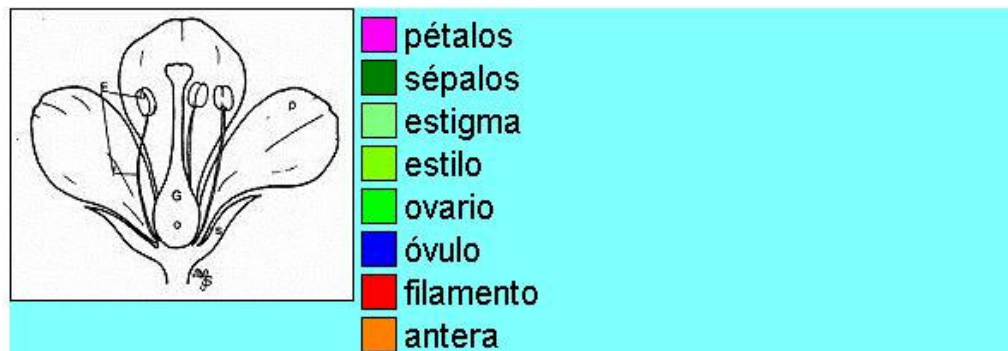 E
P
G
S
pétalos
sépalos
estigma
estilo
ovario
óvulo
filamento
antera